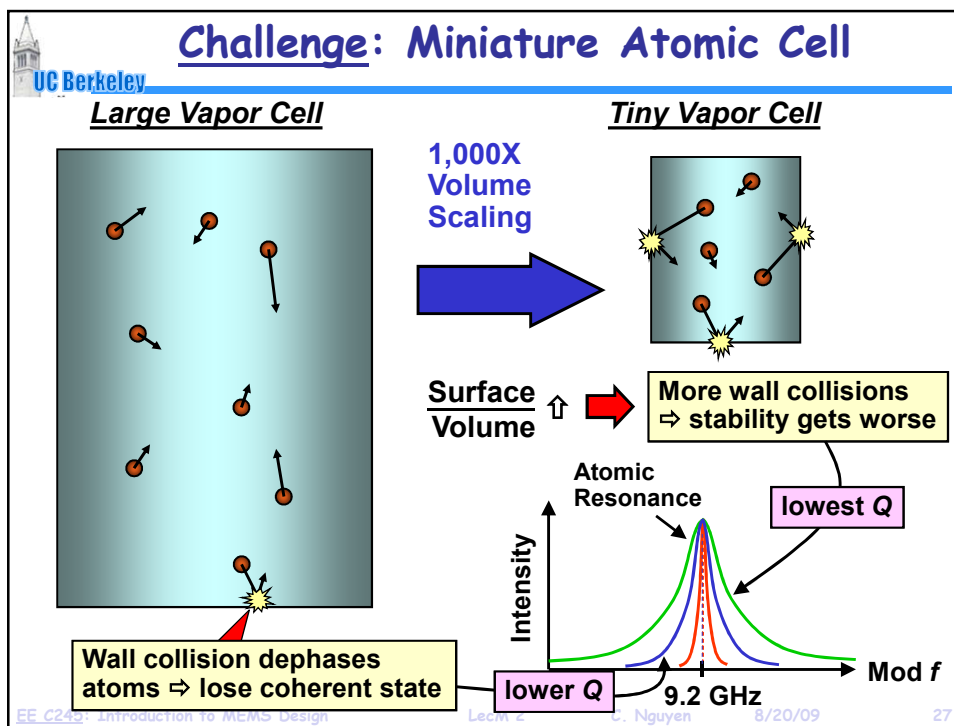 Challenge: Miniature Atomic Cell
UC Berkeley
Large Vapor Cell
Tiny Vapor Cell
1,000X
Volume
Scaling
Surface
Volume
⇧
More wall collisions
⇨ stability gets worse
Atomic
Resonance
lowest Q
Intensity
Wall collision dephases
atoms ⇨ lose coherent state
lower Q
9.2 GHz
Mod f
EE C245: Introduction to MEMS Design
LecM 2
C. Nguyen
8/20/09
27